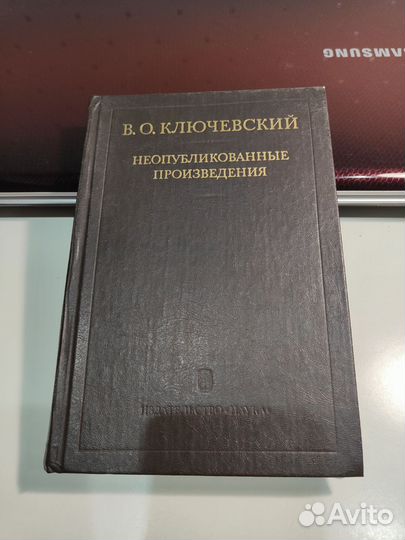 SAMSUNG
В. О. КЛЮЧЕВСКИЙ
НЕОПУБЛИКОВАННЫЕ
ПРОИЗВЕДЕНИЯ
ИЗДАТЕЛЬСТВО «НАУКА»
Avito